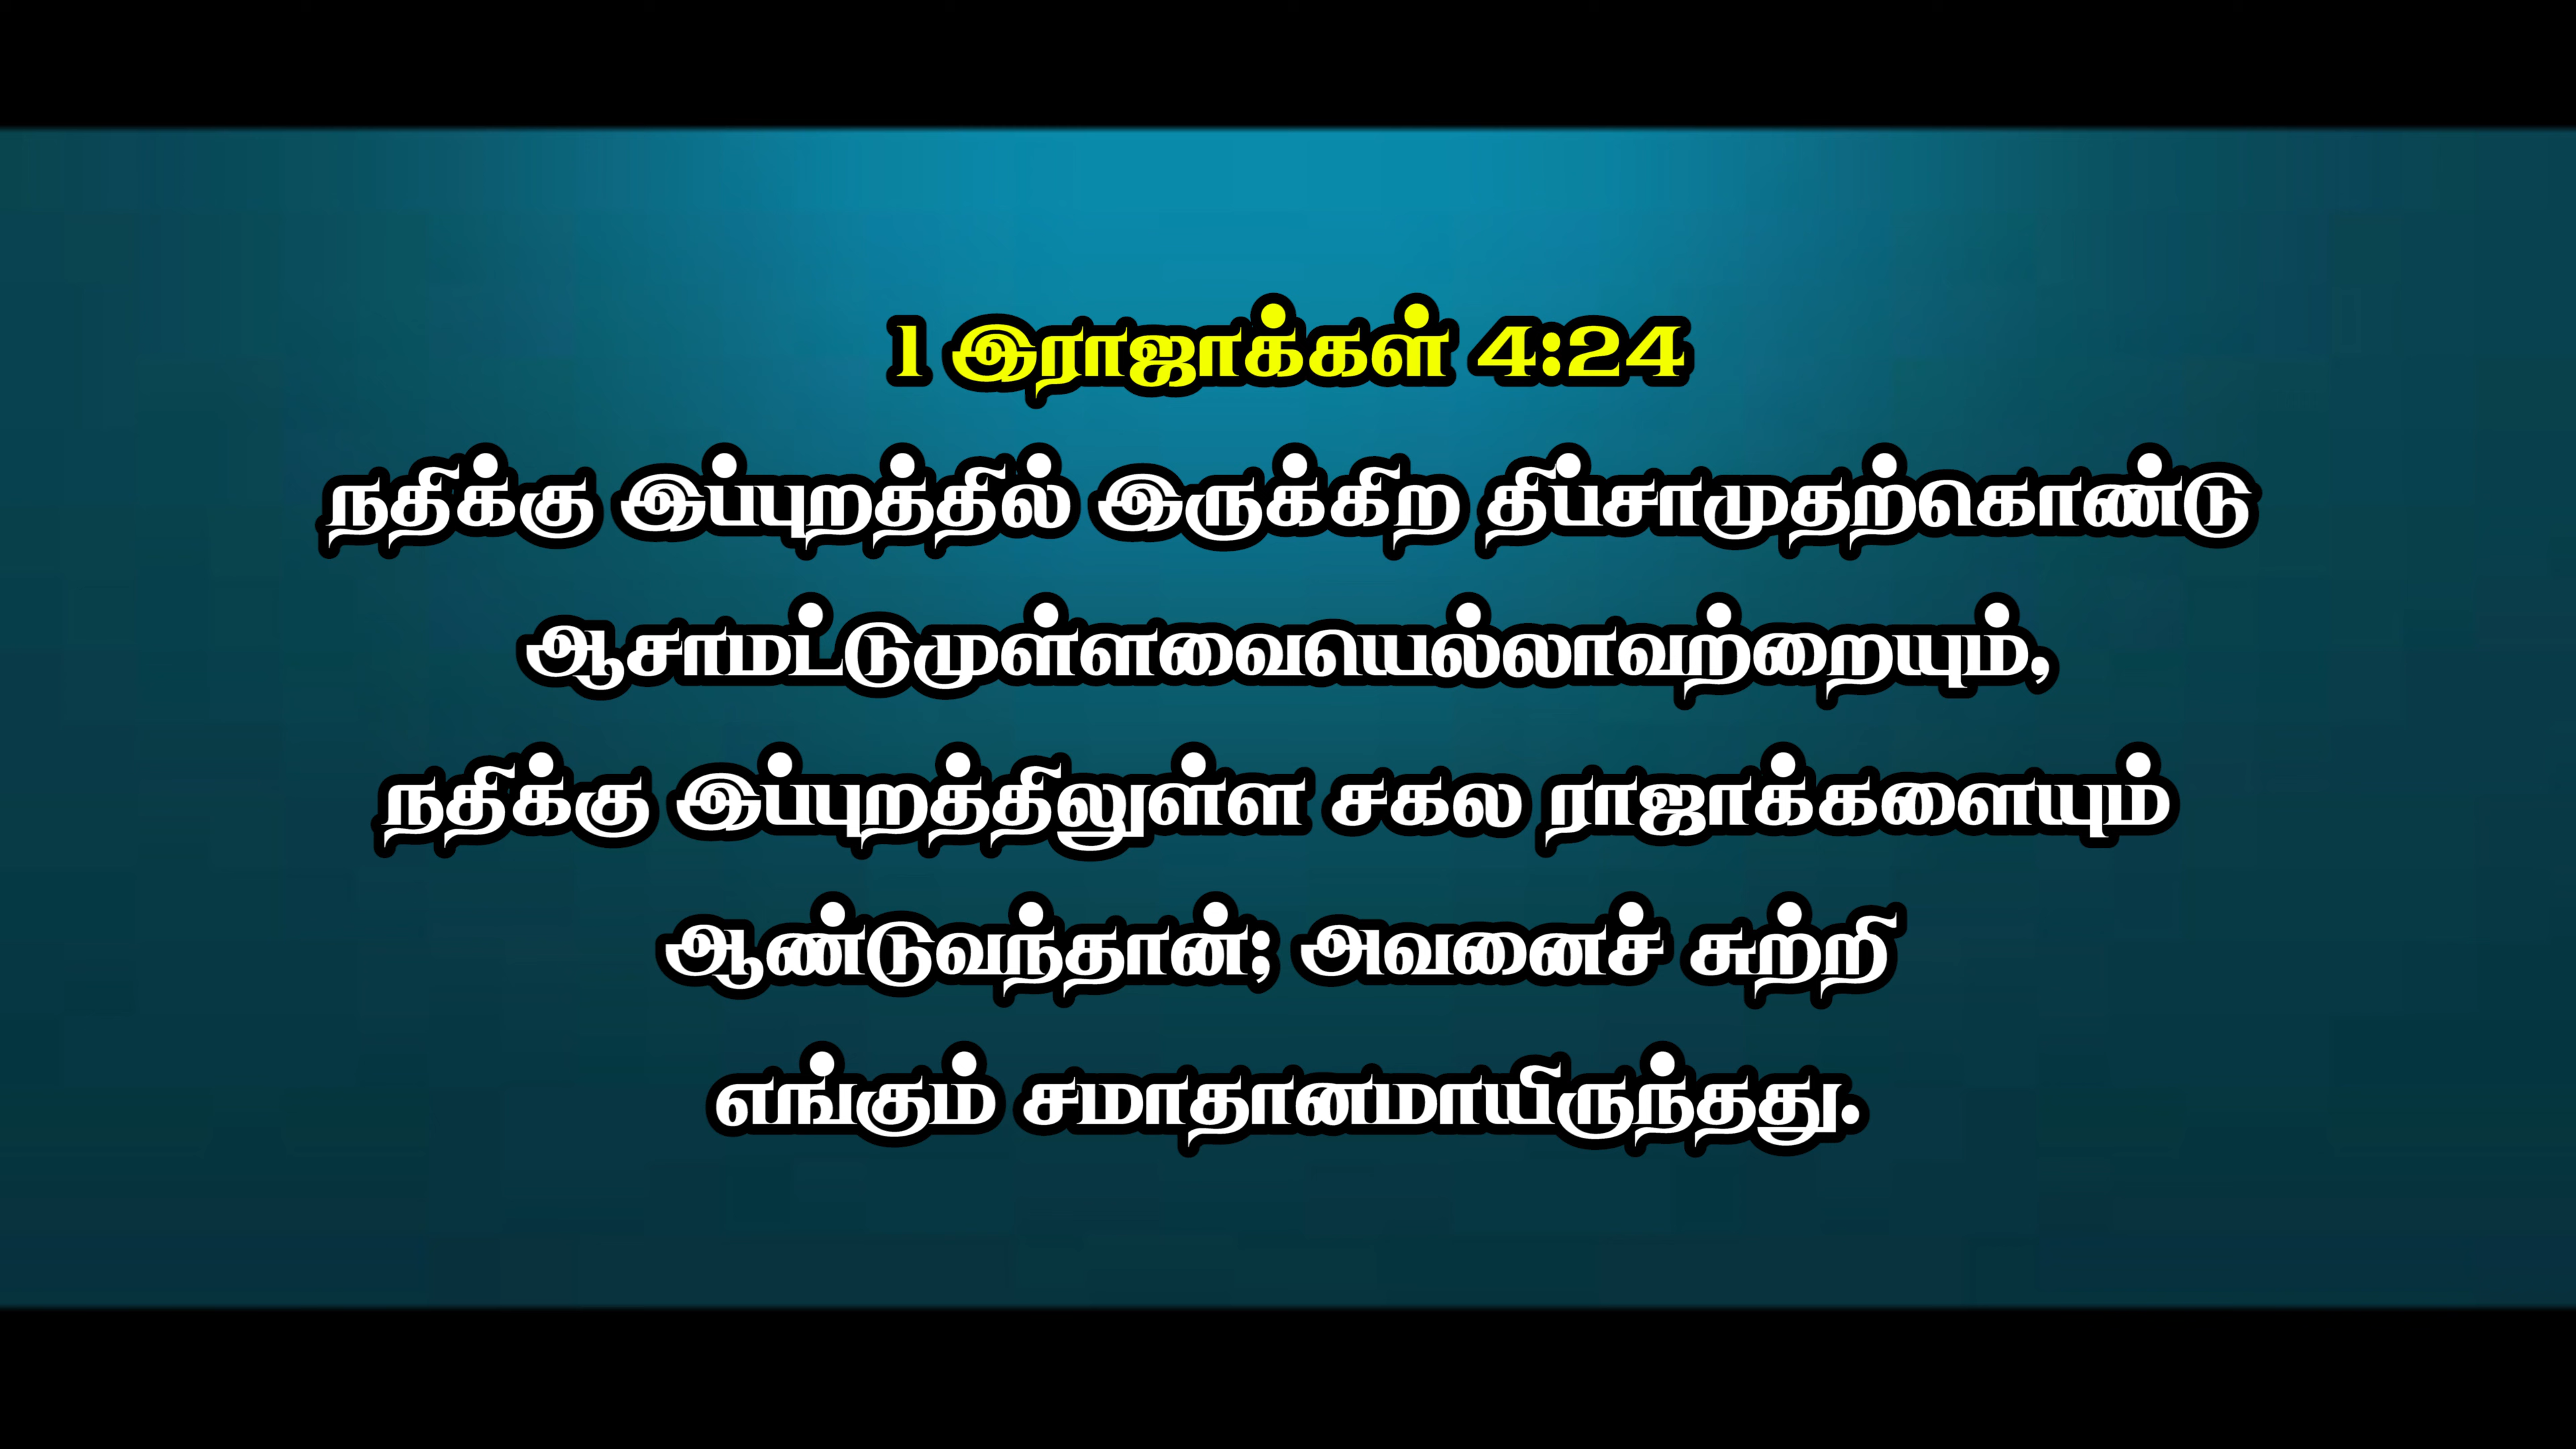 1 இராஜாக்கள் 4:24
நதிக்கு இப்புறத்தில் இருக்கிற திப்சாமுதற்கொண்டு
ஆசாமட்டுமுள்ளவையெல்லாவற்றையும்,
நதிக்கு இப்புறத்திலுள்ள சகல ராஜாக்களையும்
ஆண்டுவந்தான்; அவனைச் சுற்றி
எங்கும் சமாதானமாயிருந்தது.